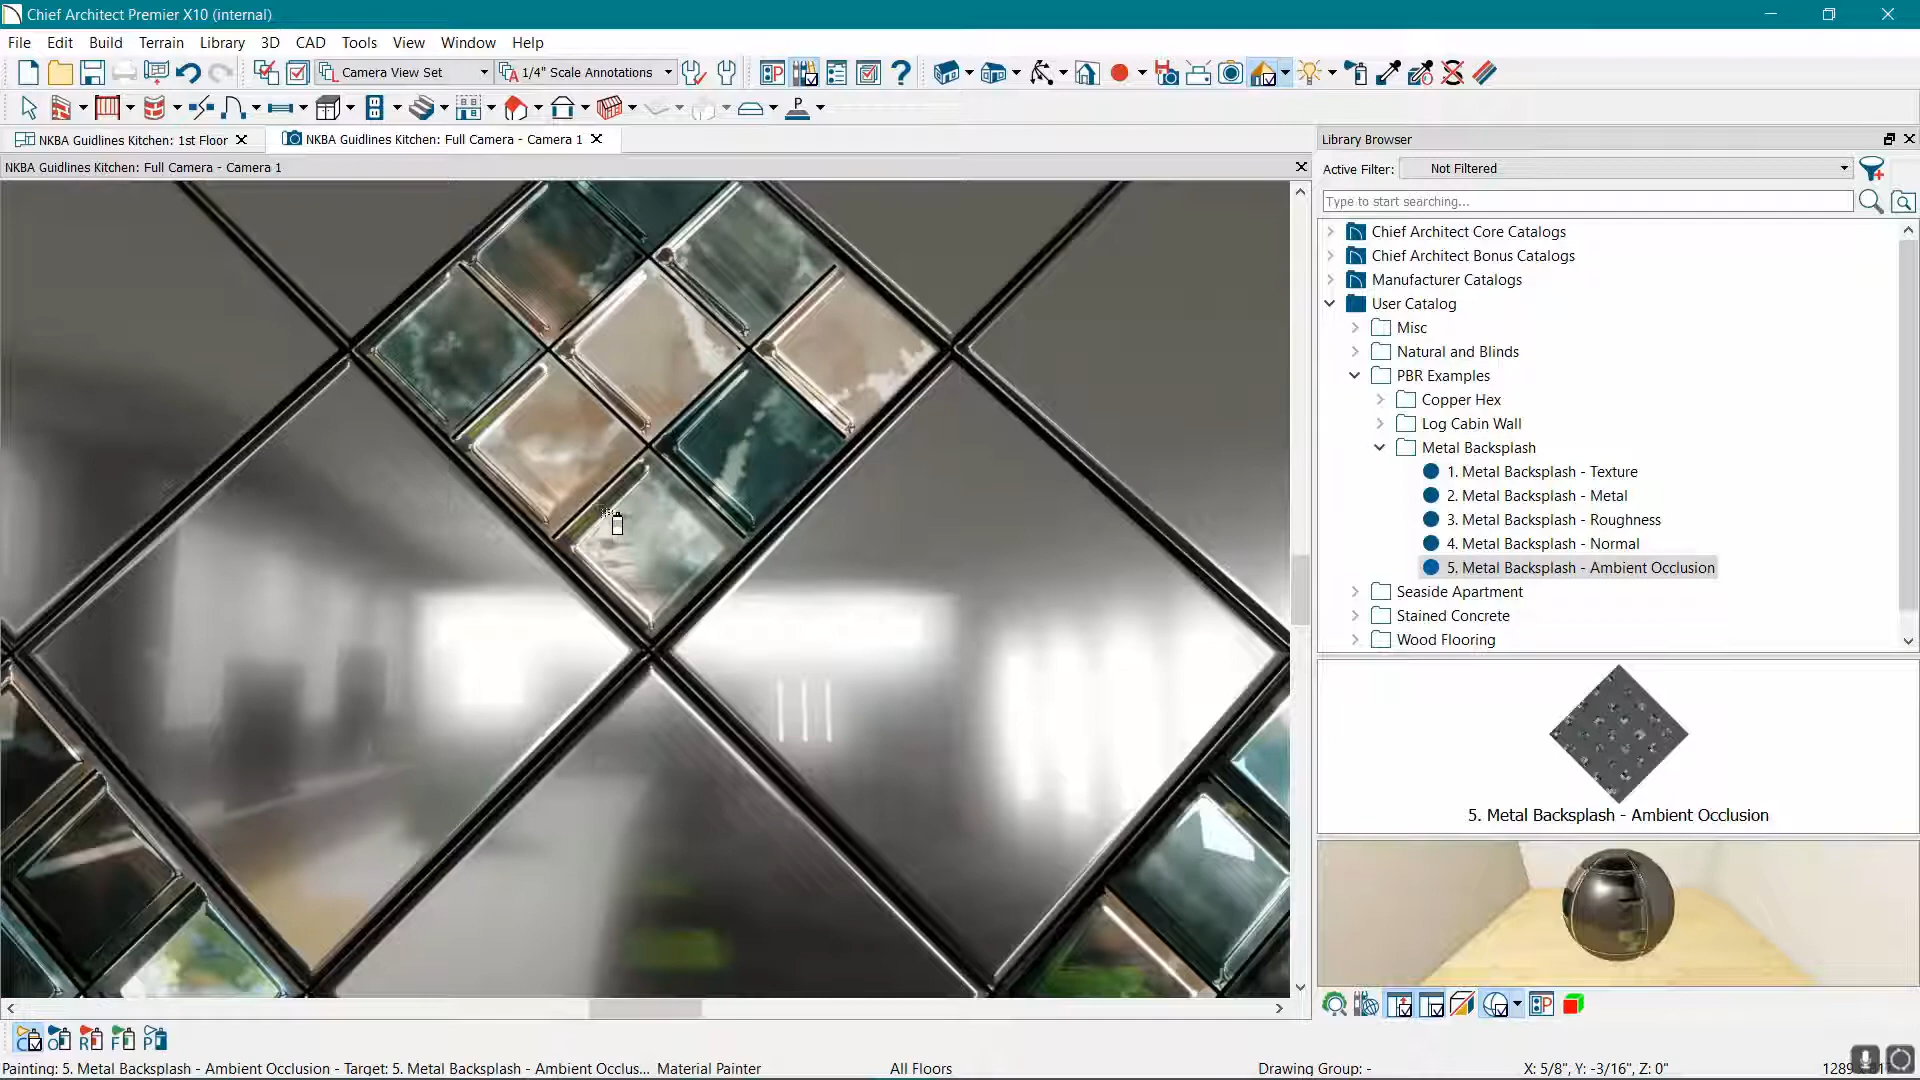 Chief Architect Premier X10 (internal)
File Edit Build Terrain Library 3D CAD Tools View Window Help
Camera View Set 1/4" Scale Annotations
NKBA Guidlines Kitchen: 1st Floor NKBA Guidlines Kitchen: Full Camera - Camera 1
NKBA Guidlines Kitchen: Full Camera - Camera 1
Library Browser
Active Filter: Not Filtered
Type to start searching...
Chief Architect Core Catalogs
Chief Architect Bonus Catalogs
Manufacturer Catalogs
User Catalog
Misc
Natural and Blinds
PBR Examples
Copper Hex
Log Cabin Wall
Metal Backsplash
1. Metal Backsplash - Texture
2. Metal Backsplash - Metal
3. Metal Backsplash - Roughness
4. Metal Backsplash - Normal
5. Metal Backsplash - Ambient Occlusion
Seaside Apartment
Stained Concrete
Wood Flooring
5. Metal Backsplash - Ambient Occlusion
Painting: 5. Metal Backsplash - Ambient Occlusion - Target: 5. Metal Backsplash - Ambient Occlus... Material Painter All Floors Drawing Group: - X: 5/8", Y: -3/16", Z: 0"